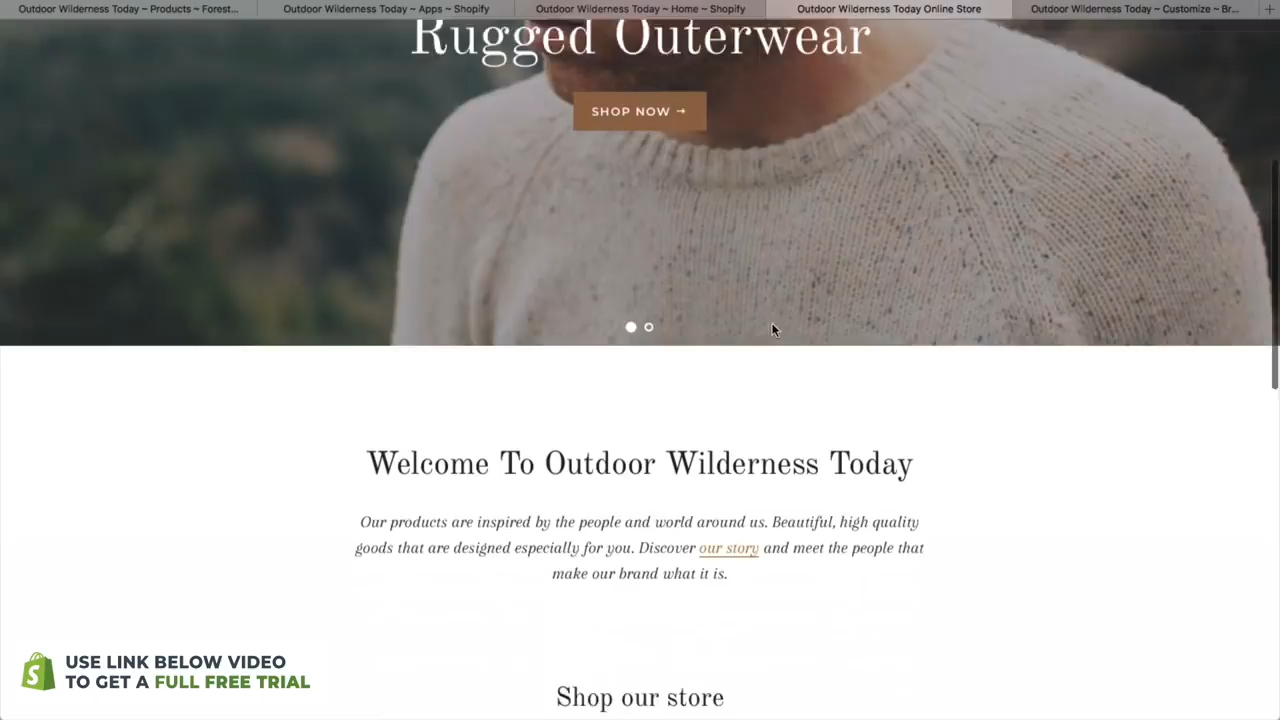 Outdoor Wilderness Today ~ Products ~ Forest...
Outdoor Wilderness Today ~ Apps ~ Shopify
Outdoor Wilderness Today ~ Home ~ Shopify
Outdoor Wilderness Today Online Store
Outdoor Wilderness Today ~ Customize ~ Br...
+
Rugged Outerwear
SHOP NOW →
Welcome To Outdoor Wilderness Today
Our products are inspired by the people and world around us. Beautiful, high quality
goods that are designed especially for you. Discover our story and meet the people that
make our brand what it is.
USE LINK BELOW VIDEO
TO GET A FULL FREE TRIAL
Shop our store